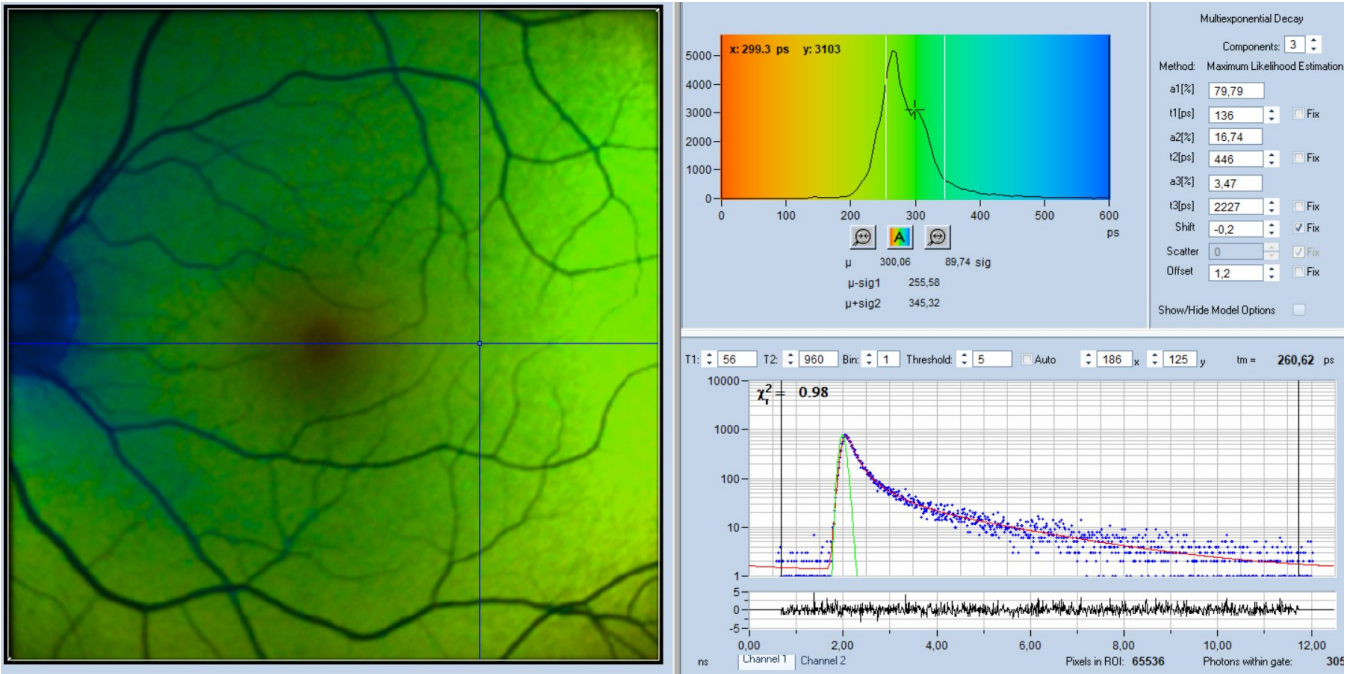 x: 299.3 ps y: 3103
5000
4000
3000
2000
1000
0
0 100 200 300 400 500 600
ps
A
μ 300,06 89,74 sig
μ-sig1 255,58
μ+sig2 345,32
Multiexponential Decay
Components: 3
Method: Maximum Likelihood Estimation
a1[%] 79,79
t1[ps] 136 Fix
a2[%] 16,74
t2[ps] 446 Fix
a3[%] 3,47
t3[ps] 2227 Fix
Shift -0,2 Fix
Scatter 0 Fix
Offset 1,2 Fix
Show/Hide Model Options
T1: 56 T2: 960 Bin: 1 Threshold: 5 Auto 186 x 125 y tm = 260,62 ps
χ²r = 0.98
10000
1000
100
10
1
5
0
-5
0,00 2,00 4,00 6,00 8,00 10,00 12,00
ns Channel 1 Channel 2 Pixels in ROI: 65536 Photons within gate: 305